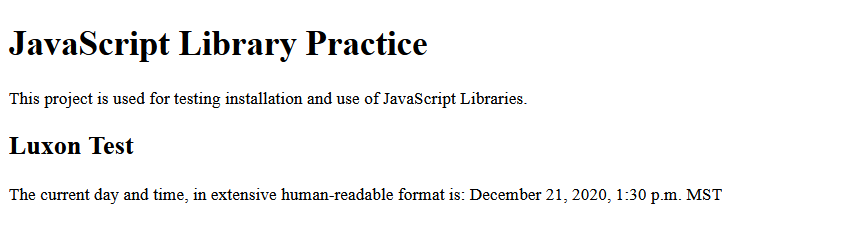 JavaScript Library Practice
This project is used for testing installation and use of JavaScript Libraries.
Luxon Test
The current day and time, in extensive human-readable format is: December 21, 2020, 1:30 p.m. MST